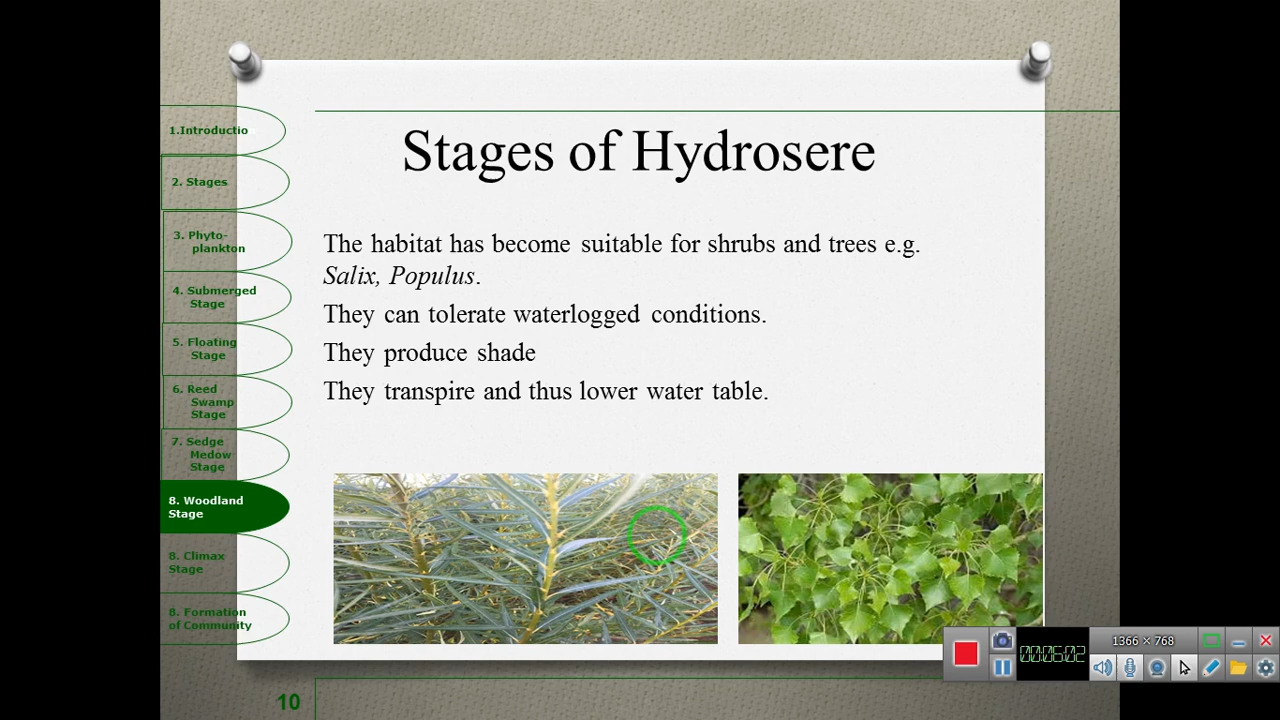 Stages of Hydrosere
1.Introductio
2. Stages
3. Phyto-
plankton
4. Submerged
Stage
5. Floating
Stage
6. Reed
Swamp
Stage
7. Sedge
Medow
Stage
8. Woodland
Stage
8. Climax
Stage
8. Formation
of Community
The habitat has become suitable for shrubs and trees e.g.
Salix, Populus.
They can tolerate waterlogged conditions.
They produce shade
They transpire and thus lower water table.
10
1366 × 768
00:06:02